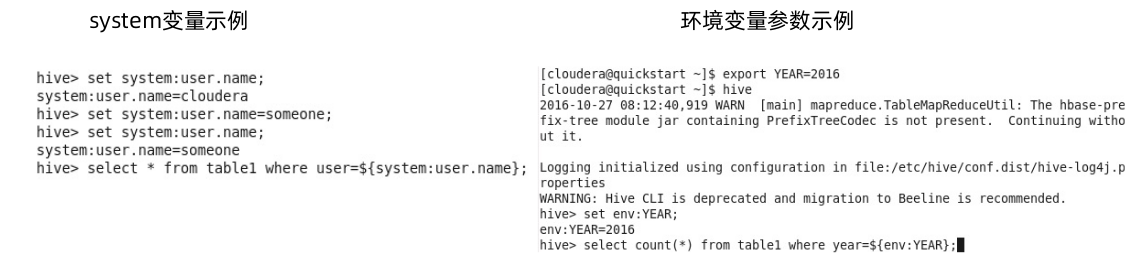 system变量示例
hive> set system:user.name;
system:user.name=cloudera
hive> set system:user.name=someone;
hive> set system:user.name;
system:user.name=someone
hive> select * from table1 where user=${system:user.name};
环境变量参数示例
[cloudera@quickstart ~]$ export YEAR=2016
[cloudera@quickstart ~]$ hive
2016-10-27 08:12:40,919 WARN  [main] mapreduce.TableMapReduceUtil: The hbase-pre
fix-tree module jar containing PrefixTreeCodec is not present.  Continuing witho
ut it.
Logging initialized using configuration in file:/etc/hive/conf.dist/hive-log4j.p
roperties
WARNING: Hive CLI is deprecated and migration to Beeline is recommended.
hive> set env:YEAR;
env:YEAR=2016
hive> select count(*) from table1 where year=${env:YEAR};